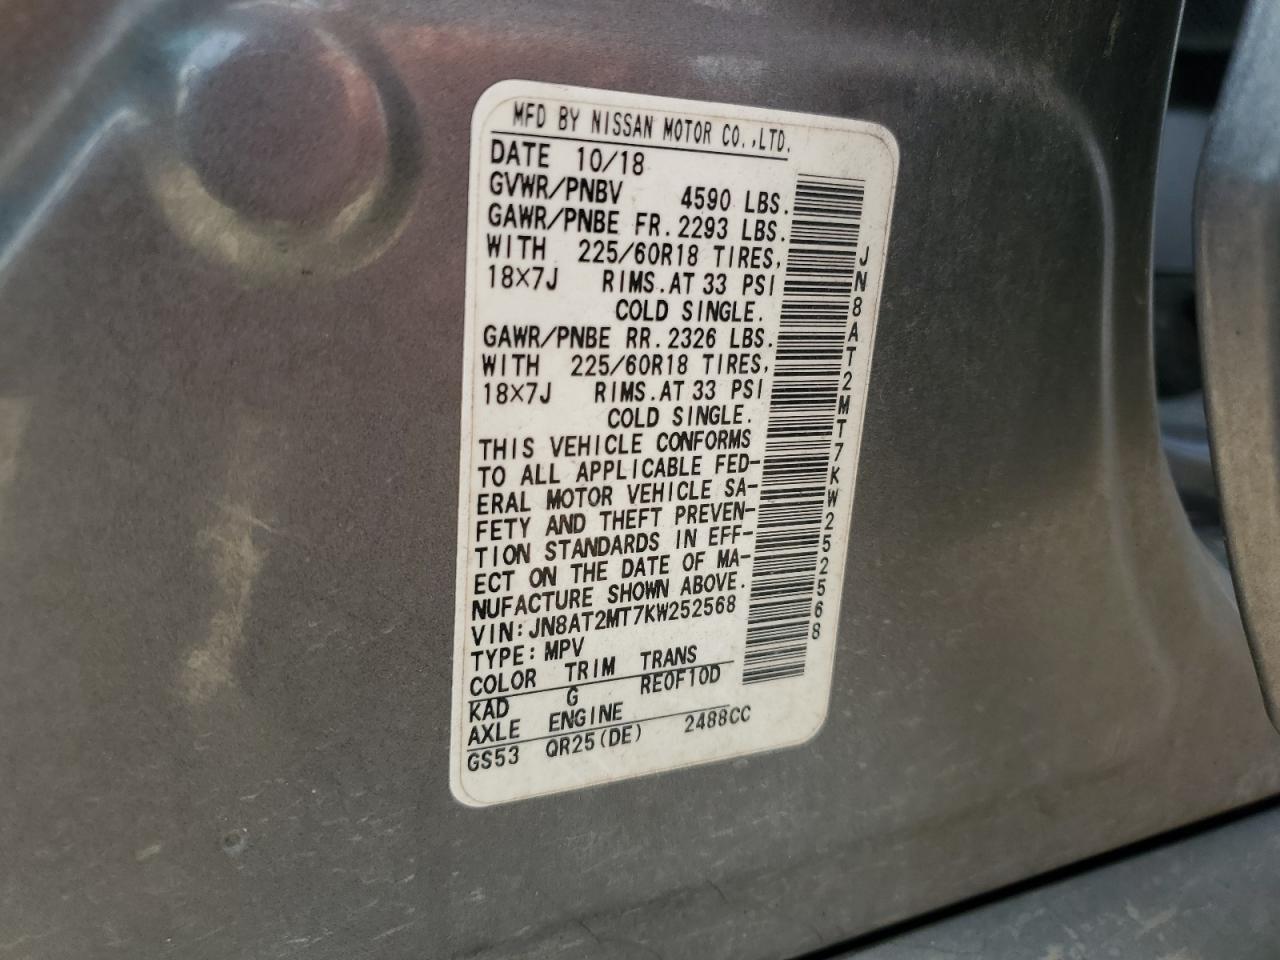 MFD BY NISSAN MOTOR CO.,LTD.
DATE 10/18
GVWR/PNBV 4590 LBS.
GAWR/PNBE FR.2293 LBS.
WITH 225/60R18 TIRES,
18X7J RIMS.AT 33 PSI
COLD SINGLE.
GAWR/PNBE RR.2326 LBS.
WITH 225/60R18 TIRES,
18X7J RIMS.AT 33 PSI
COLD SINGLE.
THIS VEHICLE CONFORMS
TO ALL APPLICABLE FED-
ERAL MOTOR VEHICLE SA-
FETY AND THEFT PREVEN-
TION STANDARDS IN EFF-
ECT ON THE DATE OF MA-
NUFACTURE SHOWN ABOVE.
VIN:JN8AT2MT7KW252568
TYPE:MPV
COLOR TRIM TRANS
KAD G RE0F10D
AXLE ENGINE
GS53 QR25(DE) 2488CC
JN8AT2MT7KW252568